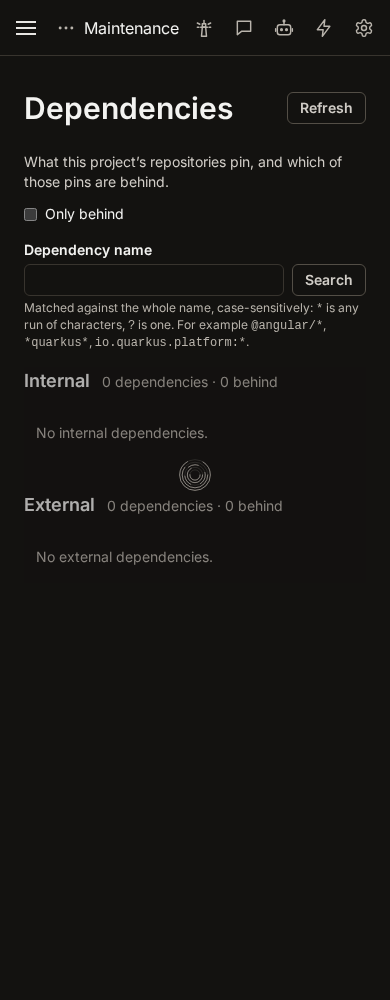 Maintenance
Dependencies
Refresh
What this project’s repositories pin, and which of
those pins are behind.
Only behind
Dependency name
Search
Matched against the whole name, case-sensitively: * is any
run of characters, ? is one. For example @angular/*,
*quarkus*, io.quarkus.platform:*.
Internal 0 dependencies · 0 behind
No internal dependencies.
External 0 dependencies · 0 behind
No external dependencies.